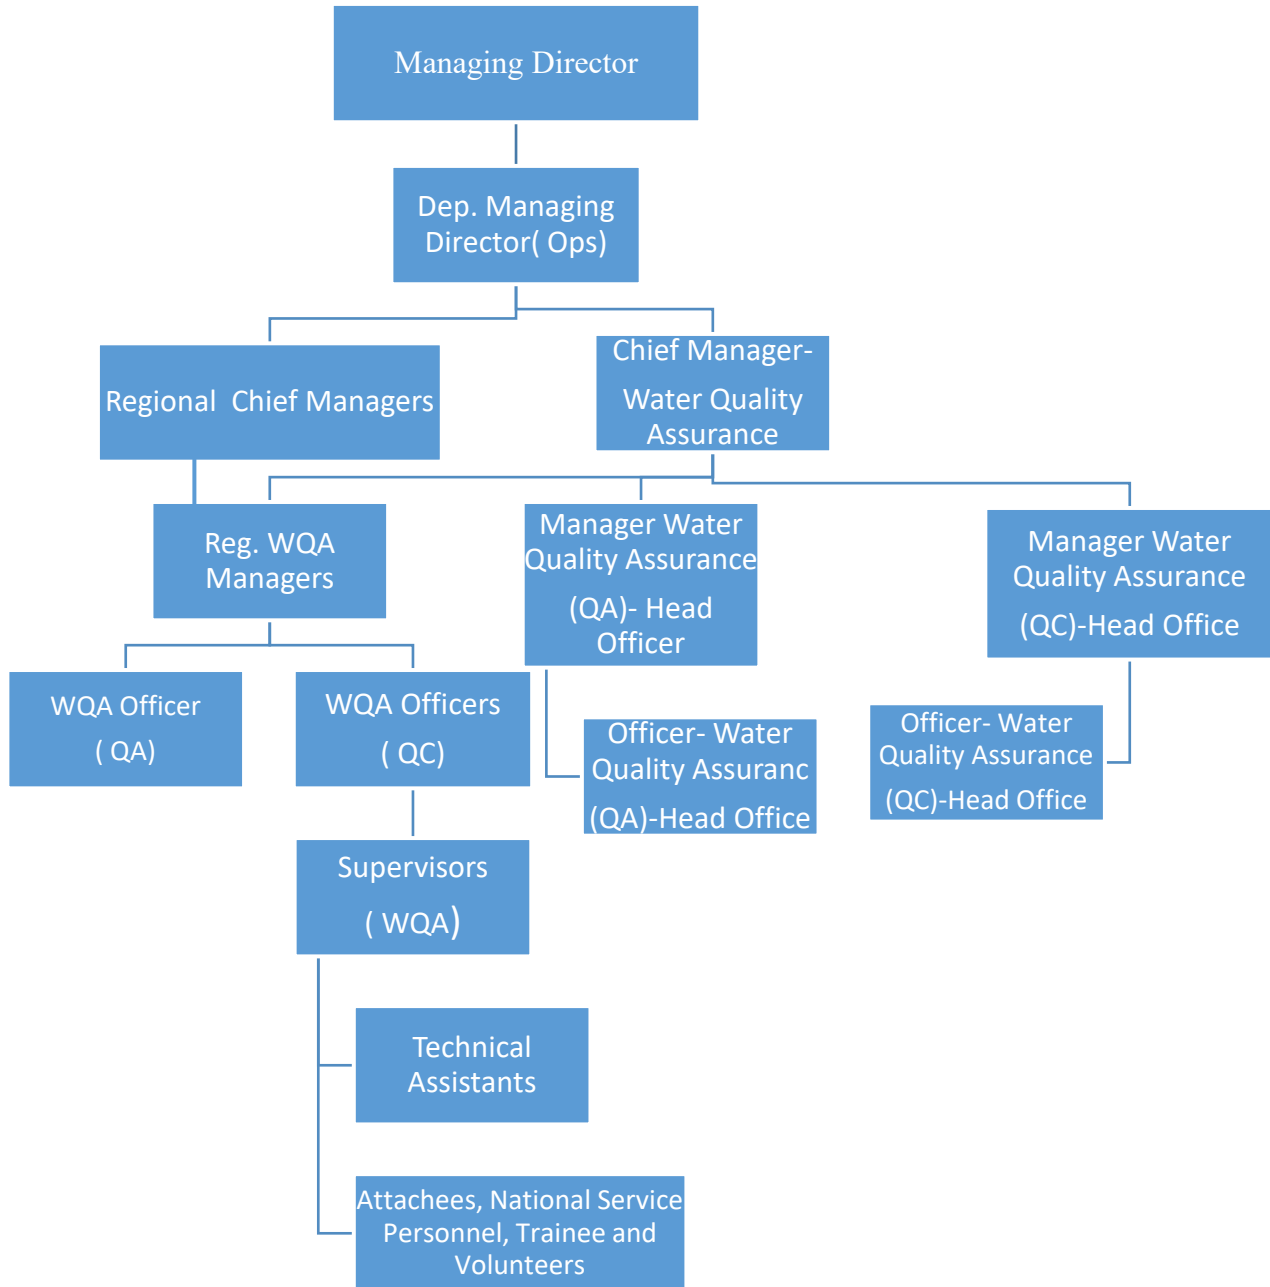 Managing Director
Dep. Managing
Director( Ops)
Regional  Chief Managers
Chief Manager-
Water Quality
Assurance
Reg. WQA
Managers
Manager Water
Quality Assurance
(QA)- Head
Officer
Manager Water
Quality Assurance
(QC)-Head Office
WQA Officer
( QA)
WQA Officers
( QC)
Officer- Water
Quality Assuranc
(QA)-Head Office
Officer- Water
Quality Assurance
(QC)-Head Office
Supervisors
( WQA)
Technical
Assistants
Attachees, National Service
Personnel, Trainee and
Volunteers